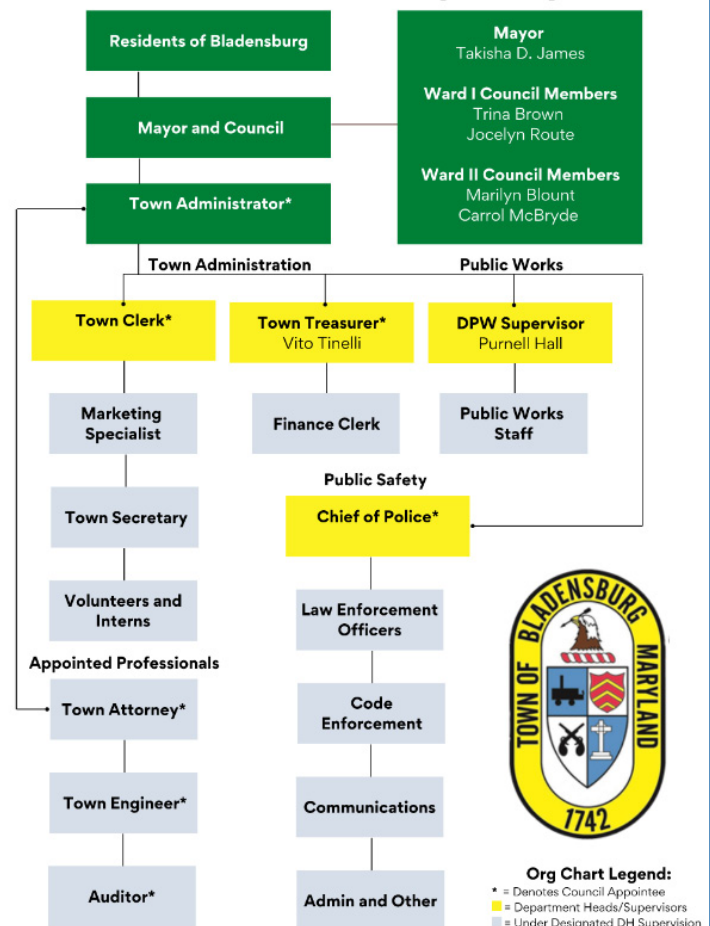 Residents of Bladensburg
Mayor and Council
Town Administrator*
Mayor
Takisha D. James
Ward I Council Members
Trina Brown
Jocelyn Route
Ward II Council Members
Marilyn Blount
Carrol McBryde
Town Administration
Public Works
Town Clerk*
Town Treasurer*
Vito Tinelli
DPW Supervisor
Purnell Hall
Marketing
Specialist
Finance Clerk
Public Works
Staff
Town Secretary
Volunteers and
Interns
Public Safety
Chief of Police*
Law Enforcement
Officers
Code
Enforcement
Communications
Admin and Other
Appointed Professionals
Town Attorney*
Town Engineer*
Auditor*
TOWN OF BLADENSBURG MARYLAND
1742
Org Chart Legend:
* = Denotes Council Appointee
= Department Heads/Supervisors
= Under Designated DH Supervision